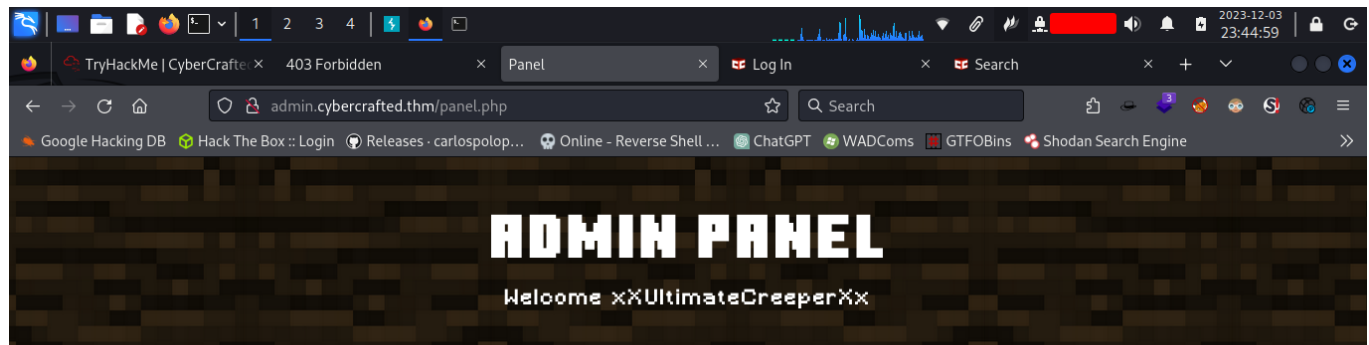 1 2 3 4
2023-12-03
23:44:59
TryHackMe | CyberCrafte
403 Forbidden
Panel
Log In
Search
admin.cybercrafted.thm/panel.php
Search
3
Google Hacking DB
Hack The Box :: Login
Releases · carlospolop...
Online - Reverse Shell ...
ChatGPT
WADComs
GTFOBins
Shodan Search Engine
ADMIN PANEL
Welcome xXUltimateCreeperXx